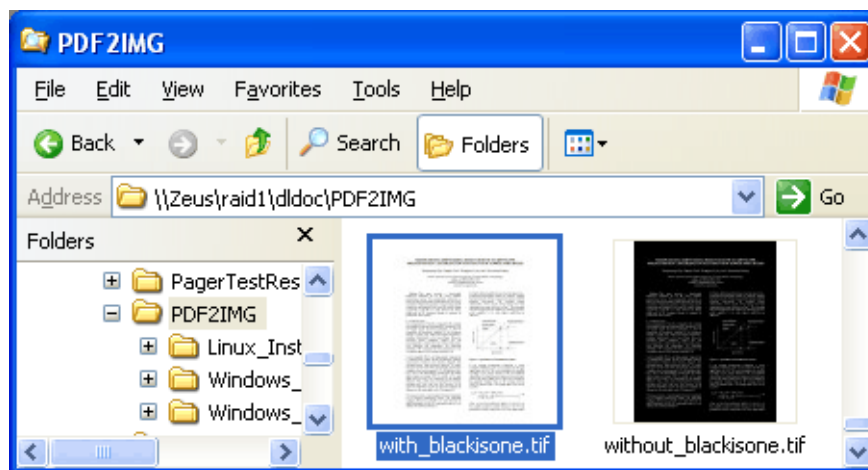 PDF2IMG
File Edit View Favorites Tools Help
Back Search Folders
Address \\Zeus\raid1\dldoc\PDF2IMG Go
Folders x
PagerTestRes
PDF2IMG
Linux_Inst
Windows_
Windows_
with_blackisone.tif without_blackisone.tif